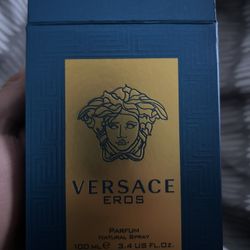 VERSACE
EROS
PARFUM
NATURAL SPRAY
100 ML ℮ 3.4 US FL.OZ.